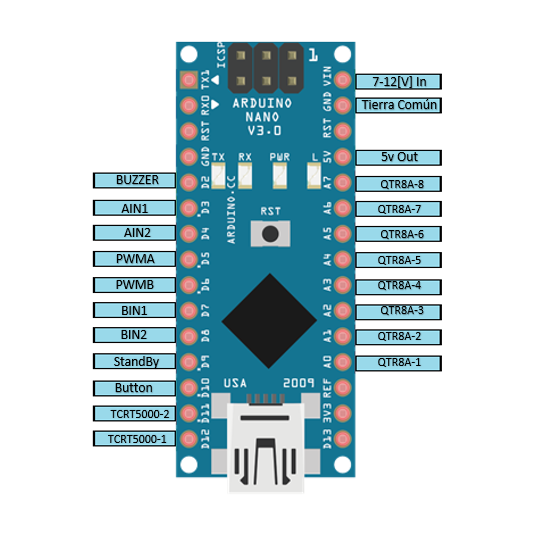 ICSP
1
TX1
RX0
RST
GND
D2
D3
D4
D5
D6
D7
D8
D9
D10
D11
D12
VIN
GND
RST
5V
A7
A6
A5
A4
A3
A2
A1
A0
REF
3V3
D13
ARDUINO
NANO
V3.0
TX RX PWR L
ARDUINO.CC
RST
USA 2009
BUZZER
AIN1
AIN2
PWMA
PWMB
BIN1
BIN2
StandBy
Button
TCRT5000-2
TCRT5000-1
7-12[V] In
Tierra Común
5v Out
QTR8A-8
QTR8A-7
QTR8A-6
QTR8A-5
QTR8A-4
QTR8A-3
QTR8A-2
QTR8A-1